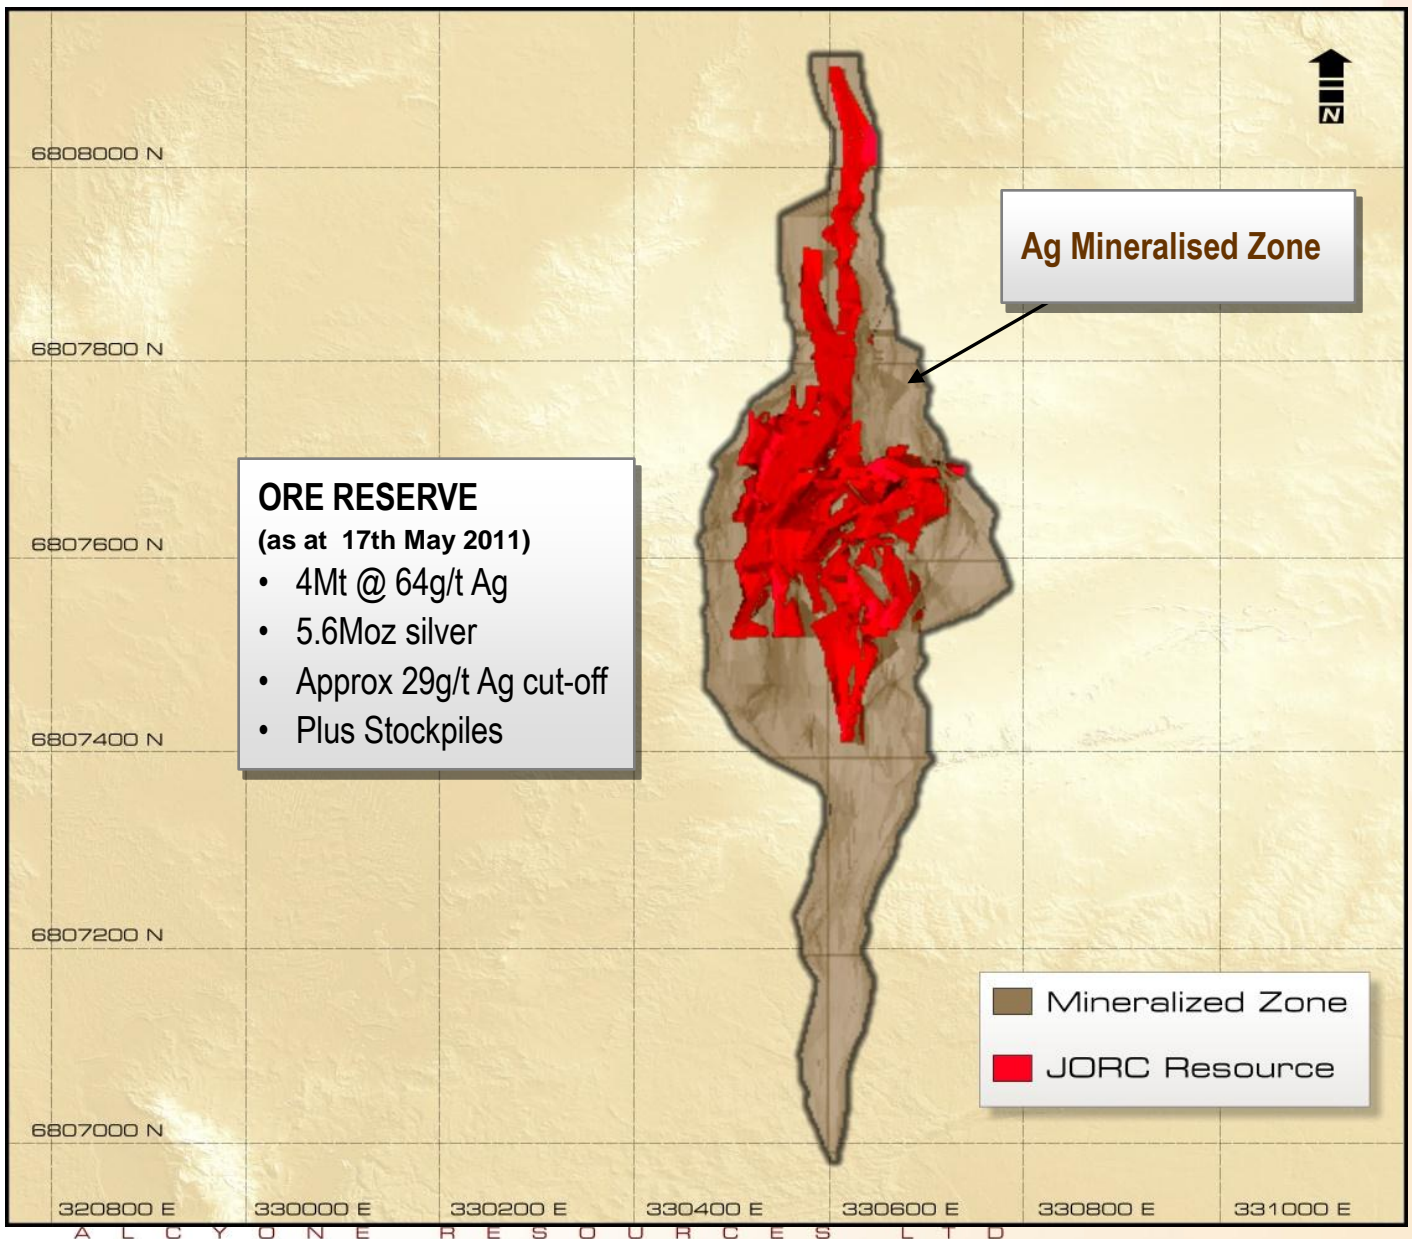 N
6808000 N
Ag Mineralised Zone
6807800 N
ORE RESERVE
(as at 17th May 2011)
• 4Mt @ 64g/t Ag
• 5.6Moz silver
• Approx 29g/t Ag cut-off
• Plus Stockpiles
6807600 N
6807400 N
6807200 N
Mineralized Zone
JORC Resource
6807000 N
320800 E 330000 E 330200 E 330400 E 330600 E 330800 E 331000 E
ALCYONE RESOURCES LTD